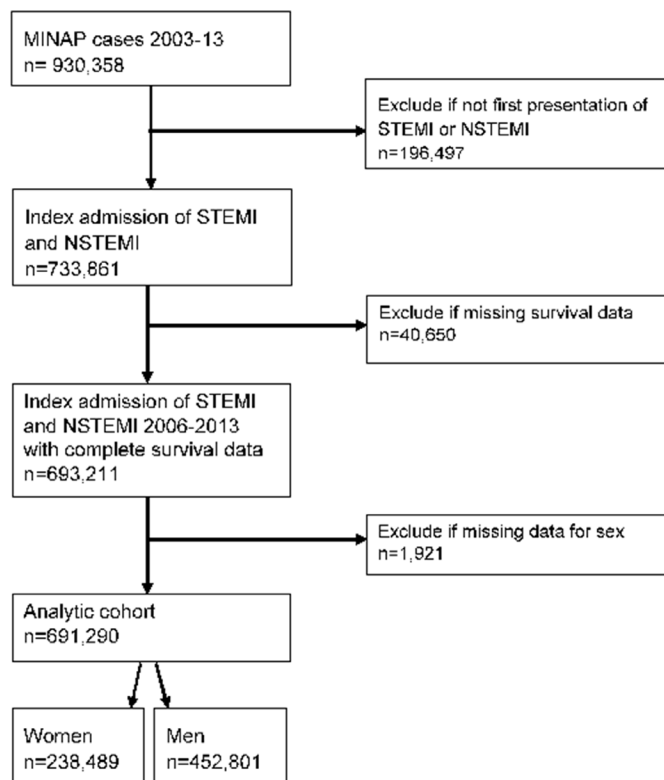 MINAP cases 2003-13
n= 930,358
Exclude if not first presentation of
STEMI or NSTEMI
n=196,497
Index admission of STEMI
and NSTEMI
n=733,861
Exclude if missing survival data
n=40,650
Index admission of STEMI
and NSTEMI 2006-2013
with complete survival data
n=693,211
Exclude if missing data for sex
n=1,921
Analytic cohort
n=691,290
Women
n=238,489
Men
n=452,801